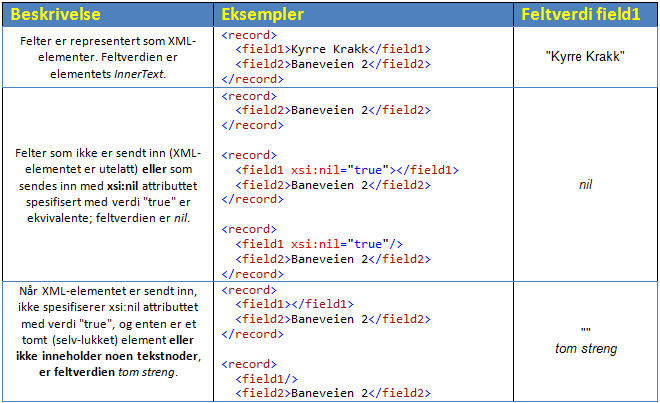 Beskrivelse
Eksempler
Feltverdi field1
Felter er representert som XML-
elementer. Feltverdien er
elementets InnerText.
<record>
<field1>Kyrre Krakk</field1>
<field2>Baneveien 2</field2>
</record>
"Kyrre Krakk"
Felter som ikke er sendt inn (XML-
elementet er utelatt) eller som
sendes inn med xsi:nil attributtet
spesifisert med verdi "true" er
ekvivalente; feltverdien er nil.
<record>
<field2>Baneveien 2</field2>
</record>
<record>
<field1 xsi:nil="true"></field1>
<field2>Baneveien 2</field2>
</record>
<record>
<field1 xsi:nil="true"/>
<field2>Baneveien 2</field2>
</record>
nil
Når XML-elementet er sendt inn,
ikke spesifiserer xsi:nil attributtet
med verdi "true", og enten er et
tomt (selv-lukket) element eller
ikke inneholder noen tekstnoder,
er feltverdien tom streng.
<record>
<field1></field1>
<field2>Baneveien 2</field2>
</record>
<record>
<field1/>
<field2>Baneveien 2</field2>
""
tom streng